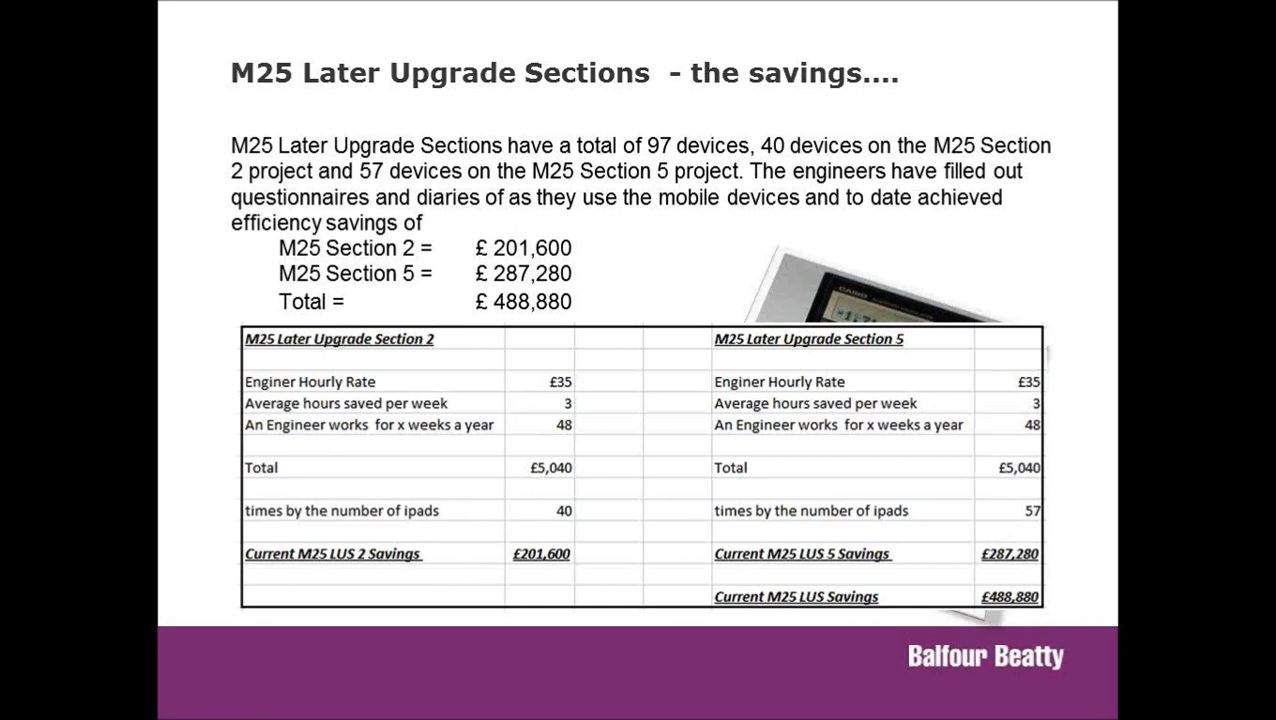 M25 Later Upgrade Sections - the savings....
M25 Later Upgrade Sections have a total of 97 devices, 40 devices on the M25 Section
2 project and 57 devices on the M25 Section 5 project. The engineers have filled out
questionnaires and diaries of as they use the mobile devices and to date achieved
efficiency savings of
M25 Section 2 = £ 201,600
M25 Section 5 = £ 287,280
Total = £ 488,880
CASIO
M25 Later Upgrade Section 2 M25 Later Upgrade Section 5
Enginer Hourly Rate £35 Enginer Hourly Rate £35
Average hours saved per week 3 Average hours saved per week 3
An Engineer works for x weeks a year 48 An Engineer works for x weeks a year 48
Total £5,040 Total £5,040
times by the number of ipads 40 times by the number of ipads 57
Current M25 LUS 2 Savings £201,600 Current M25 LUS 5 Savings £287,280
Current M25 LUS Savings £488,880
Balfour Beatty